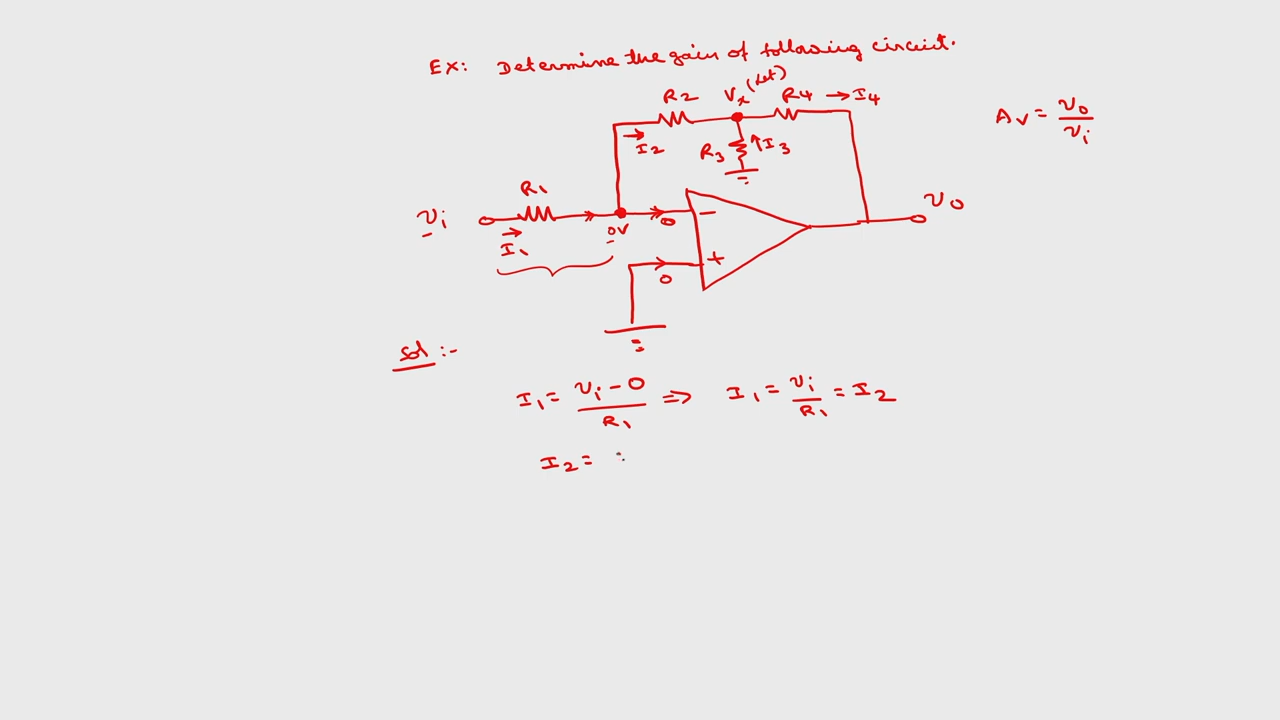 Ex: Determine the gain of following circuit.
R2 Vx (Let) R4 → I4
Av = vo/vi
→ I2 R3 ↑I3
R1
vi → I1 0V 0 − vo
0 +
Sol :-
I1 = vi - 0 / R1 ⇒ I1 = vi / R1 = I2
I2 =